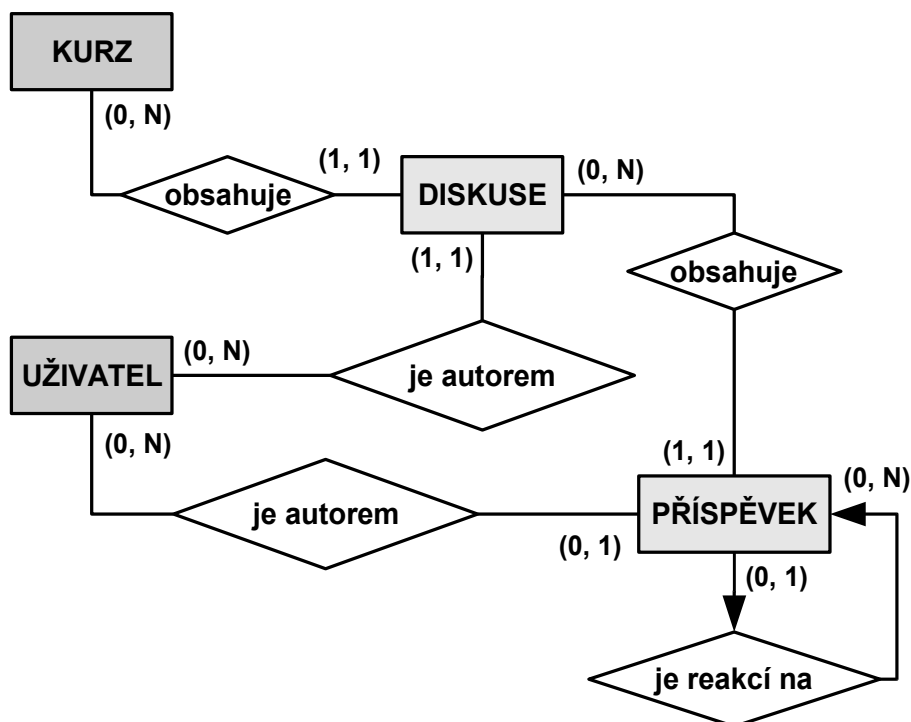 KURZ
(0, N)
obsahuje
(1, 1)
DISKUSE
(0, N)
(1, 1)
obsahuje
UŽIVATEL
(0, N)
je autorem
(0, N)
je autorem
(0, 1)
(1, 1)
PŘÍSPĚVEK
(0, N)
(0, 1)
je reakcí na